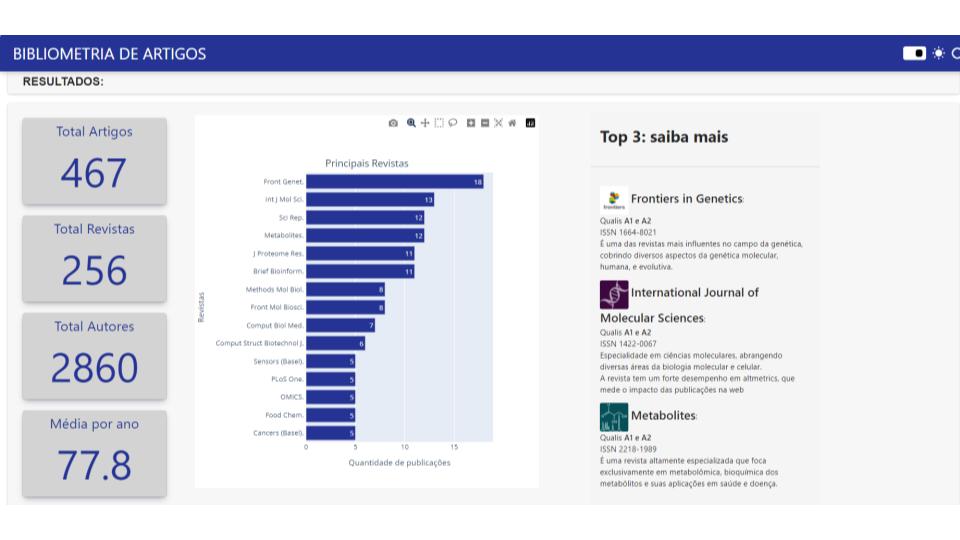 BIBLIOMETRIA DE ARTIGOS
RESULTADOS:
Total Artigos
467
Total Revistas
256
Total Autores
2860
Média por ano
77.8
Principais Revistas
Revistas
Front Genet. 18
Int J Mol Sci. 13
Sci Rep. 12
Metabolites. 12
J Proteome Res. 11
Brief Bioinform. 11
Methods Mol Biol. 8
Front Mol Biosci. 8
Comput Biol Med. 7
Comput Struct Biotechnol J. 6
Sensors (Basel). 5
PLoS One. 5
OMICS. 5
Food Chem. 5
Cancers (Basel). 5
0 5 10 15
Quantidade de publicações
Top 3: saiba mais
frontiers
Frontiers in Genetics:
Qualis A1 e A2
ISSN 1664-8021
É uma das revistas mais influentes no campo da genética,
cobrindo diversos aspectos da genética molecular,
humana, e evolutiva.
International Journal of
Molecular Sciences:
Qualis A1 e A2
ISSN 1422-0067
Especialidade em ciências moleculares, abrangendo
diversas áreas da biologia molecular e celular.
A revista tem um forte desempenho em altmetrics, que
mede o impacto das publicações na web
Metabolites:
Qualis A1 e A2
ISSN 2218-1989
É uma revista altamente especializada que foca
exclusivamente em metabolômica, bioquímica dos
metabólitos e suas aplicações em saúde e doença.